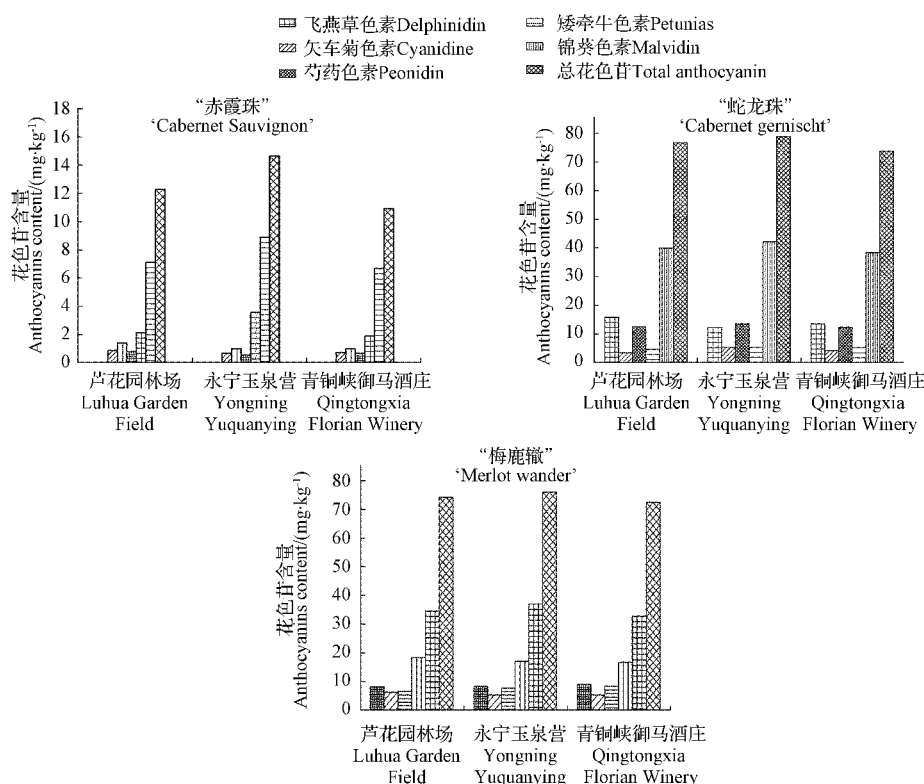 飞燕草色素Delphinidin
矢车菊色素Cyanidine
芍药色素Peonidin
矮牵牛色素Petunias
锦葵色素Malvidin
总花色苷Total anthocyanin
“赤霞珠”
‘Cabernet Sauvignon’
花色苷含量
Anthocyanins content/(mg·kg⁻¹)
18
16
14
12
10
8
6
4
2
0
芦花园林场
Luhua Garden
Field
永宁玉泉营
Yongning
Yuquanying
青铜峡御马酒庄
Qingtongxia
Florian Winery
“蛇龙珠”
‘Cabernet gernischt’
花色苷含量
Anthocyanins content/(mg·kg⁻¹)
80
70
60
50
40
30
20
10
0
芦花园林场
Luhua Garden
Field
永宁玉泉营
Yongning
Yuquanying
青铜峡御马酒庄
Qingtongxia
Florian Winery
“梅鹿辙”
‘Merlot wander’
花色苷含量
Anthocyanins content/(mg·kg⁻¹)
80
70
60
50
40
30
20
10
0
芦花园林场
Luhua Garden
Field
永宁玉泉营
Yongning
Yuquanying
青铜峡御马酒庄
Qingtongxia
Florian Winery